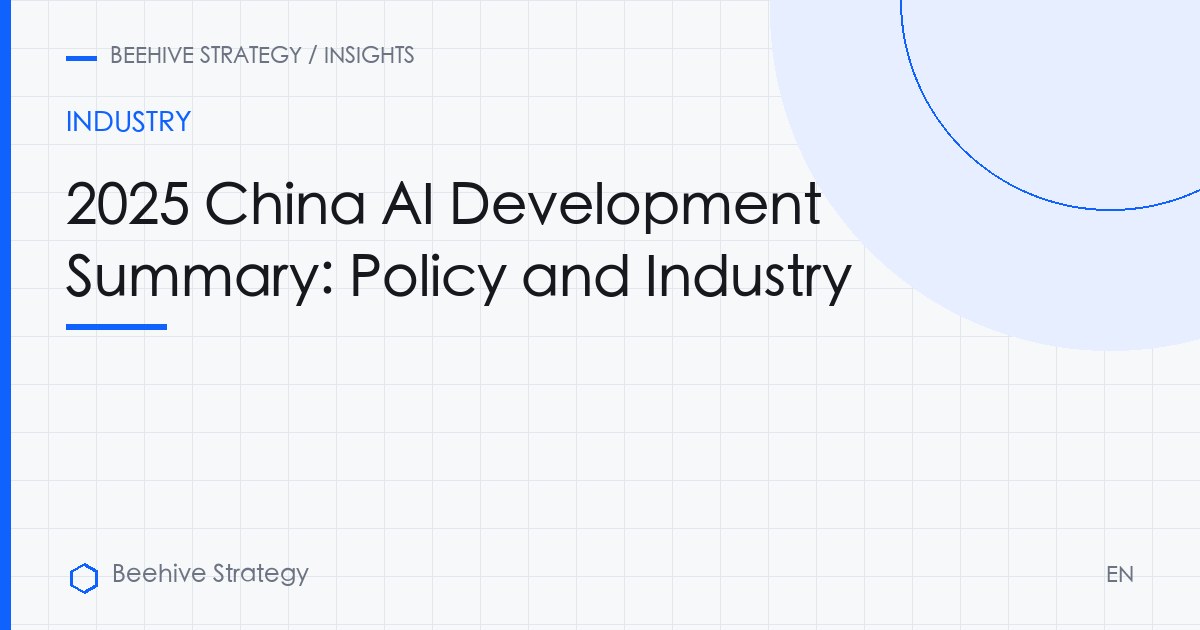 BEEHIVE STRATEGY / INSIGHTS
INDUSTRY
2025 China AI Development
Summary: Policy and Industry
Beehive Strategy
EN